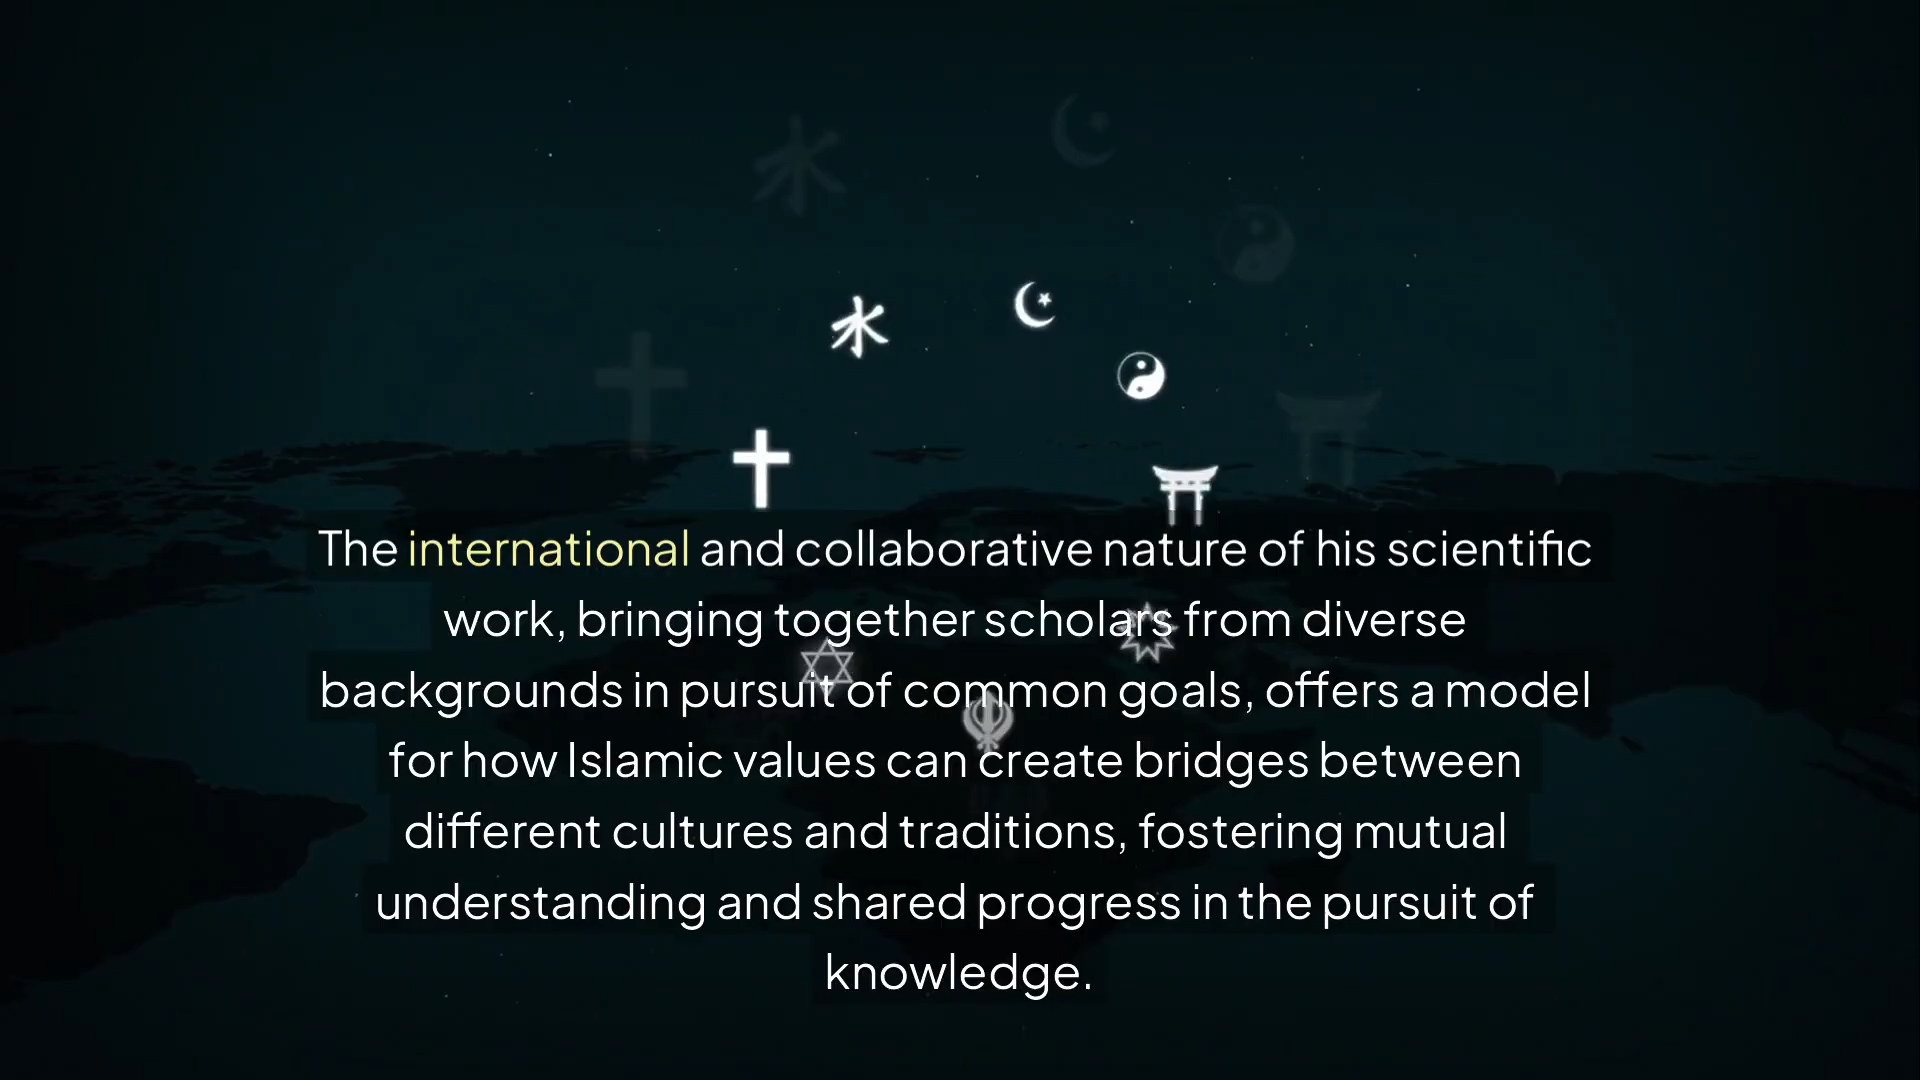 The international and collaborative nature of his scientific
work, bringing together scholars from diverse
backgrounds in pursuit of common goals, offers a model
for how Islamic values can create bridges between
different cultures and traditions, fostering mutual
understanding and shared progress in the pursuit of
knowledge.